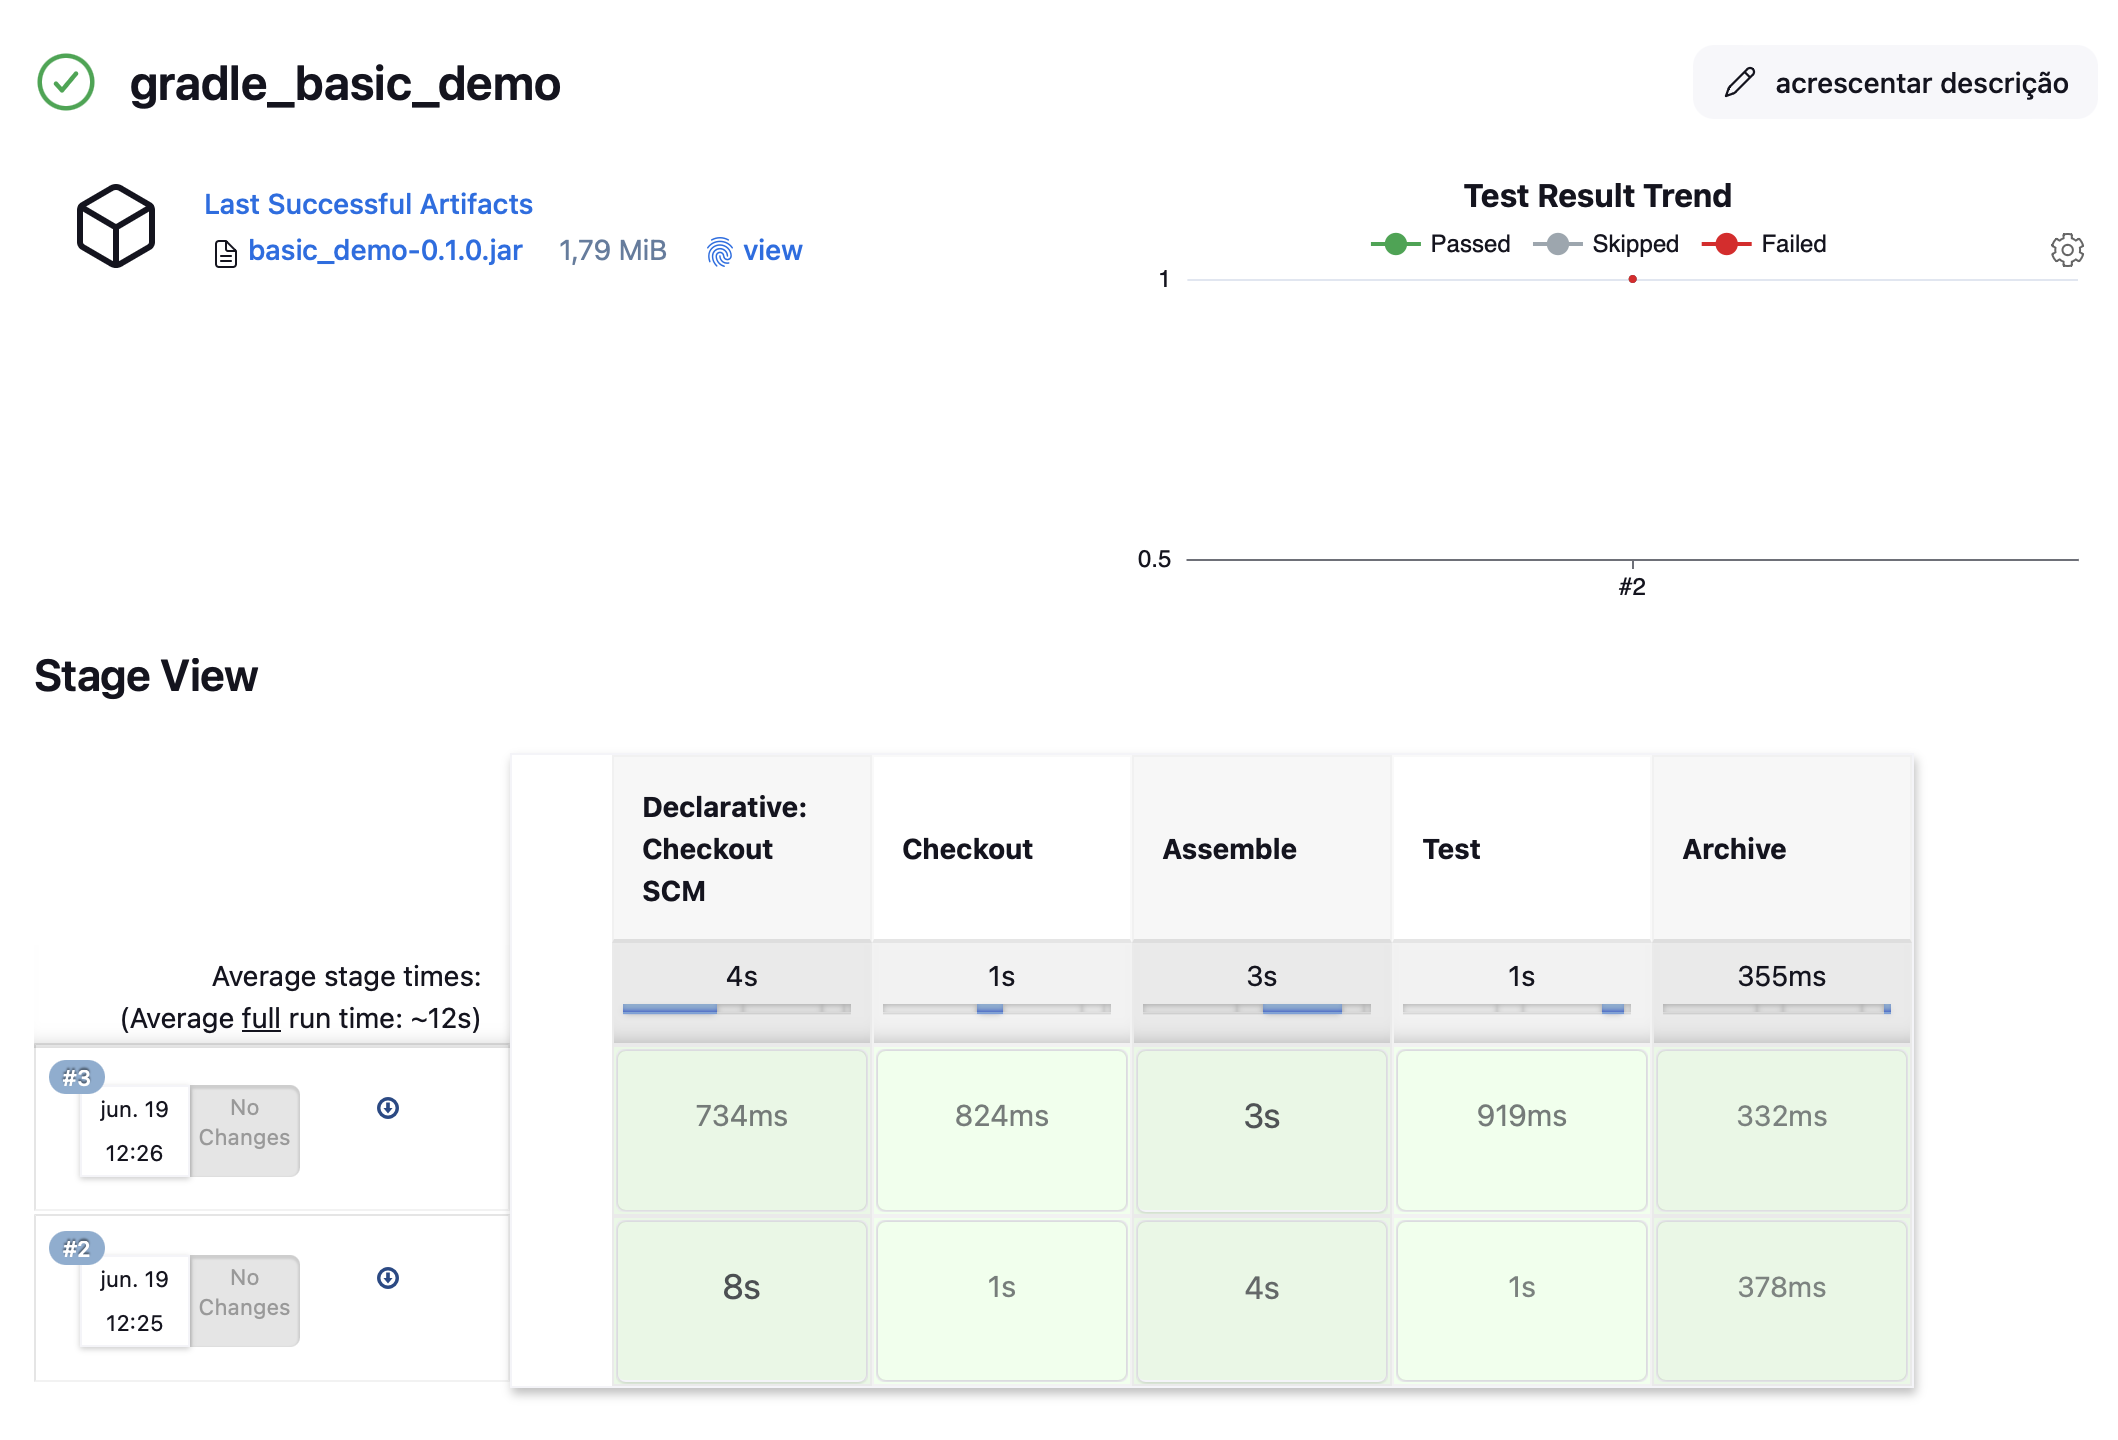 gradle_basic_demo
acrescentar descrição
Last Successful Artifacts
basic_demo-0.1.0.jar 1,79 MiB view
Test Result Trend
Passed Skipped Failed
1
0.5
#2
Stage View
Declarative:
Checkout
SCM
Checkout
Assemble
Test
Archive
Average stage times:
(Average full run time: ~12s)
4s
1s
3s
1s
355ms
#3
jun. 19
12:26
No
Changes
734ms
824ms
3s
919ms
332ms
#2
jun. 19
12:25
No
Changes
8s
1s
4s
1s
378ms